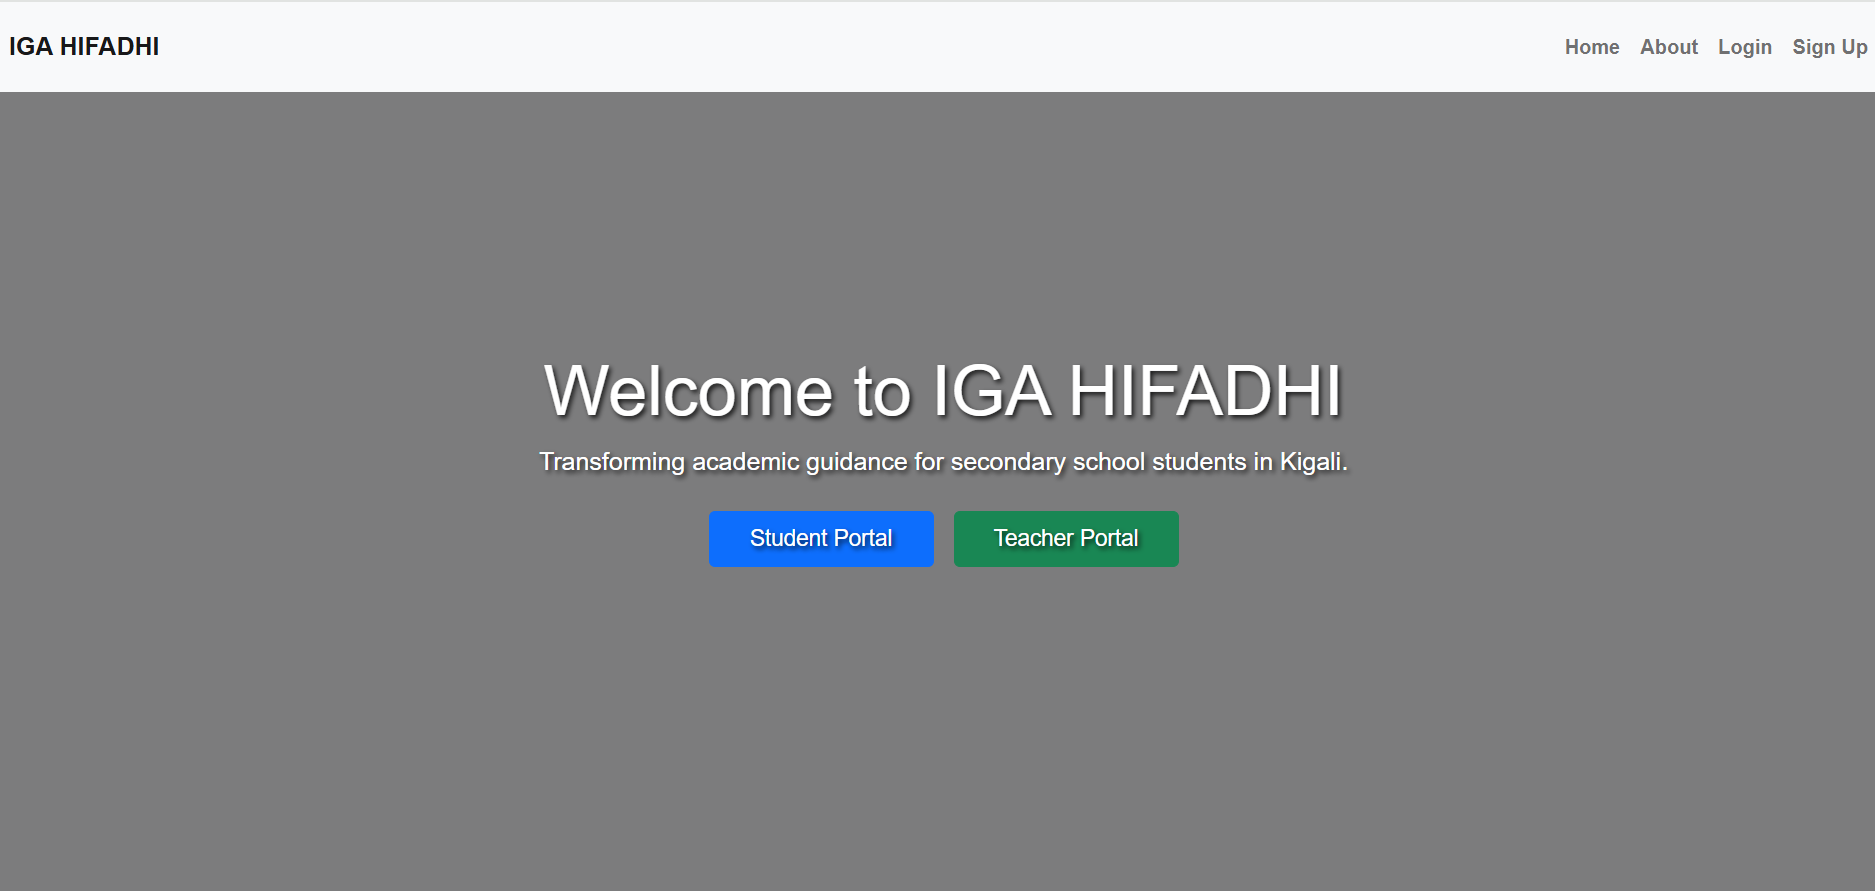 IGA HIFADHI
Home About Login Sign Up
Welcome to IGA HIFADHI
Transforming academic guidance for secondary school students in Kigali.
Student Portal Teacher Portal